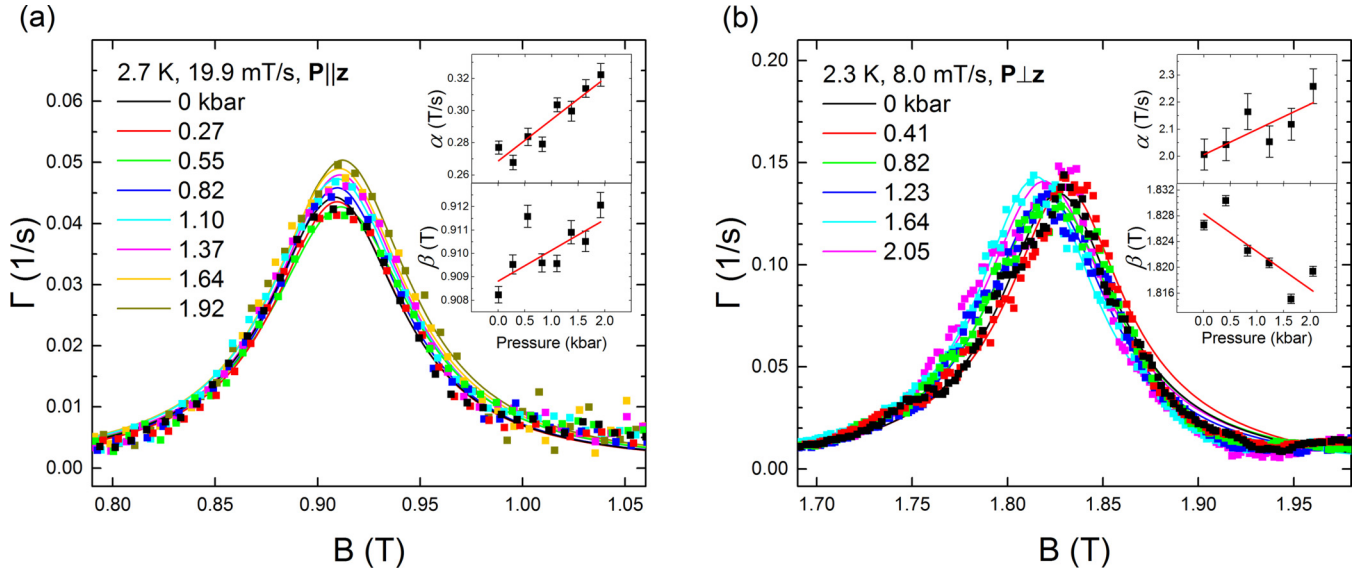 (a)
2.7 K, 19.9 mT/s, P||z
0 kbar
0.27
0.55
0.82
1.10
1.37
1.64
1.92
Γ (1/s)
0.06
0.05
0.04
0.03
0.02
0.01
0.00
0.80 0.85 0.90 0.95 1.00 1.05
B (T)
α (T/s)
0.32
0.30
0.28
0.26
β (T)
0.912
0.910
0.909
0.908
0.0 0.5 1.0 1.5 2.0
Pressure (kbar)
(b)
2.3 K, 8.0 mT/s, P⊥z
0 kbar
0.41
0.82
1.23
1.64
2.05
Γ (1/s)
0.20
0.15
0.10
0.05
0.00
1.70 1.75 1.80 1.85 1.90 1.95
B (T)
α (T/s)
2.3
2.2
2.0
β (T)
1.832
1.828
1.824
1.820
1.816
0.0 0.5 1.0 1.5 2.0
Pressure (kbar)